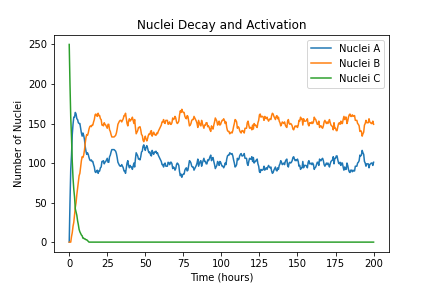 Nuclei Decay and Activation
250
200
150
100
50
0
Number of Nuclei
Nuclei A
Nuclei B
Nuclei C
0 25 50 75 100 125 150 175 200
Time (hours)